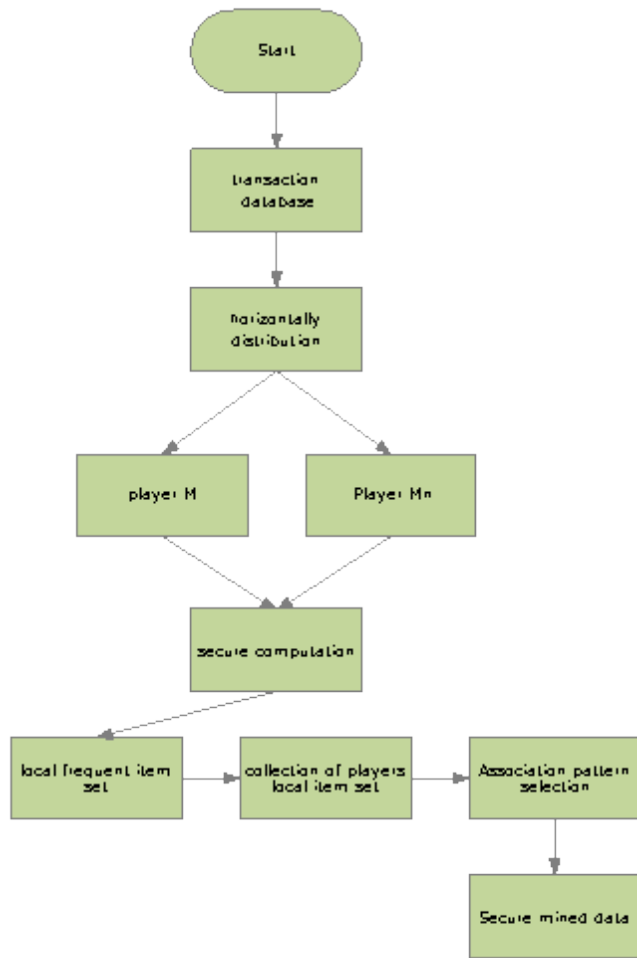 Start
transaction
database
horizontally
distribution
player M
Player Mn
secure computation
local frequent item
set
collection of players
local item set
Association pattern
selection
Secure mined data